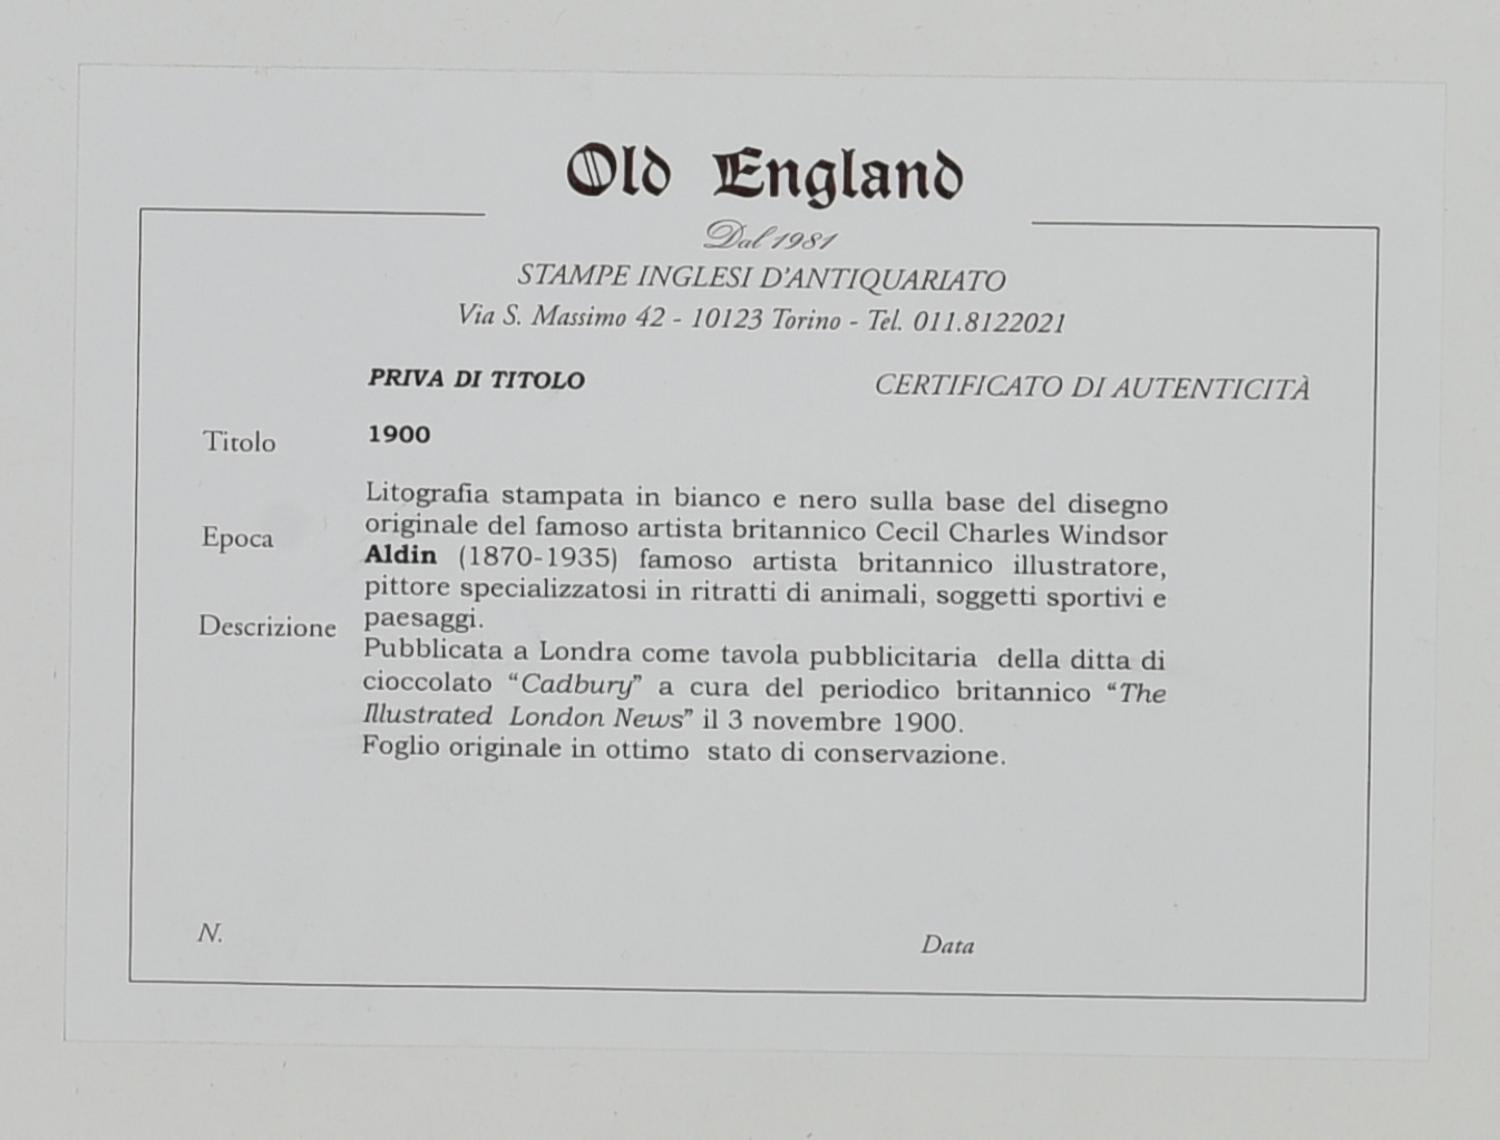 Old England
Dal 1981
STAMPE INGLESI D'ANTIQUARIATO
Via S. Massimo 42 - 10123 Torino - Tel. 011.8122021
PRIVA DI TITOLO
CERTIFICATO DI AUTENTICITÀ
Titolo
1900
Epoca
Descrizione
Litografia stampata in bianco e nero sulla base del disegno
originale del famoso artista britannico Cecil Charles Windsor
Aldin (1870-1935) famoso artista britannico illustratore,
pittore specializzatosi in ritratti di animali, soggetti sportivi e
paesaggi.
Pubblicata a Londra come tavola pubblicitaria della ditta di
cioccolato “Cadbury” a cura del periodico britannico “The
Illustrated London News” il 3 novembre 1900.
Foglio originale in ottimo stato di conservazione.
N.
Data